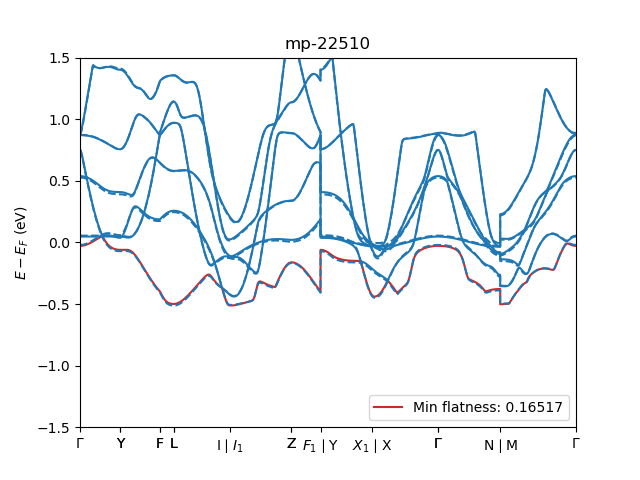 mp-22510
E − E_F (eV)
1.5
1.0
0.5
0.0
−0.5
−1.0
−1.5
Min flatness: 0.16517
Γ Y F L I | I₁ Z F₁ | Y X₁ | X Γ N | M Γ